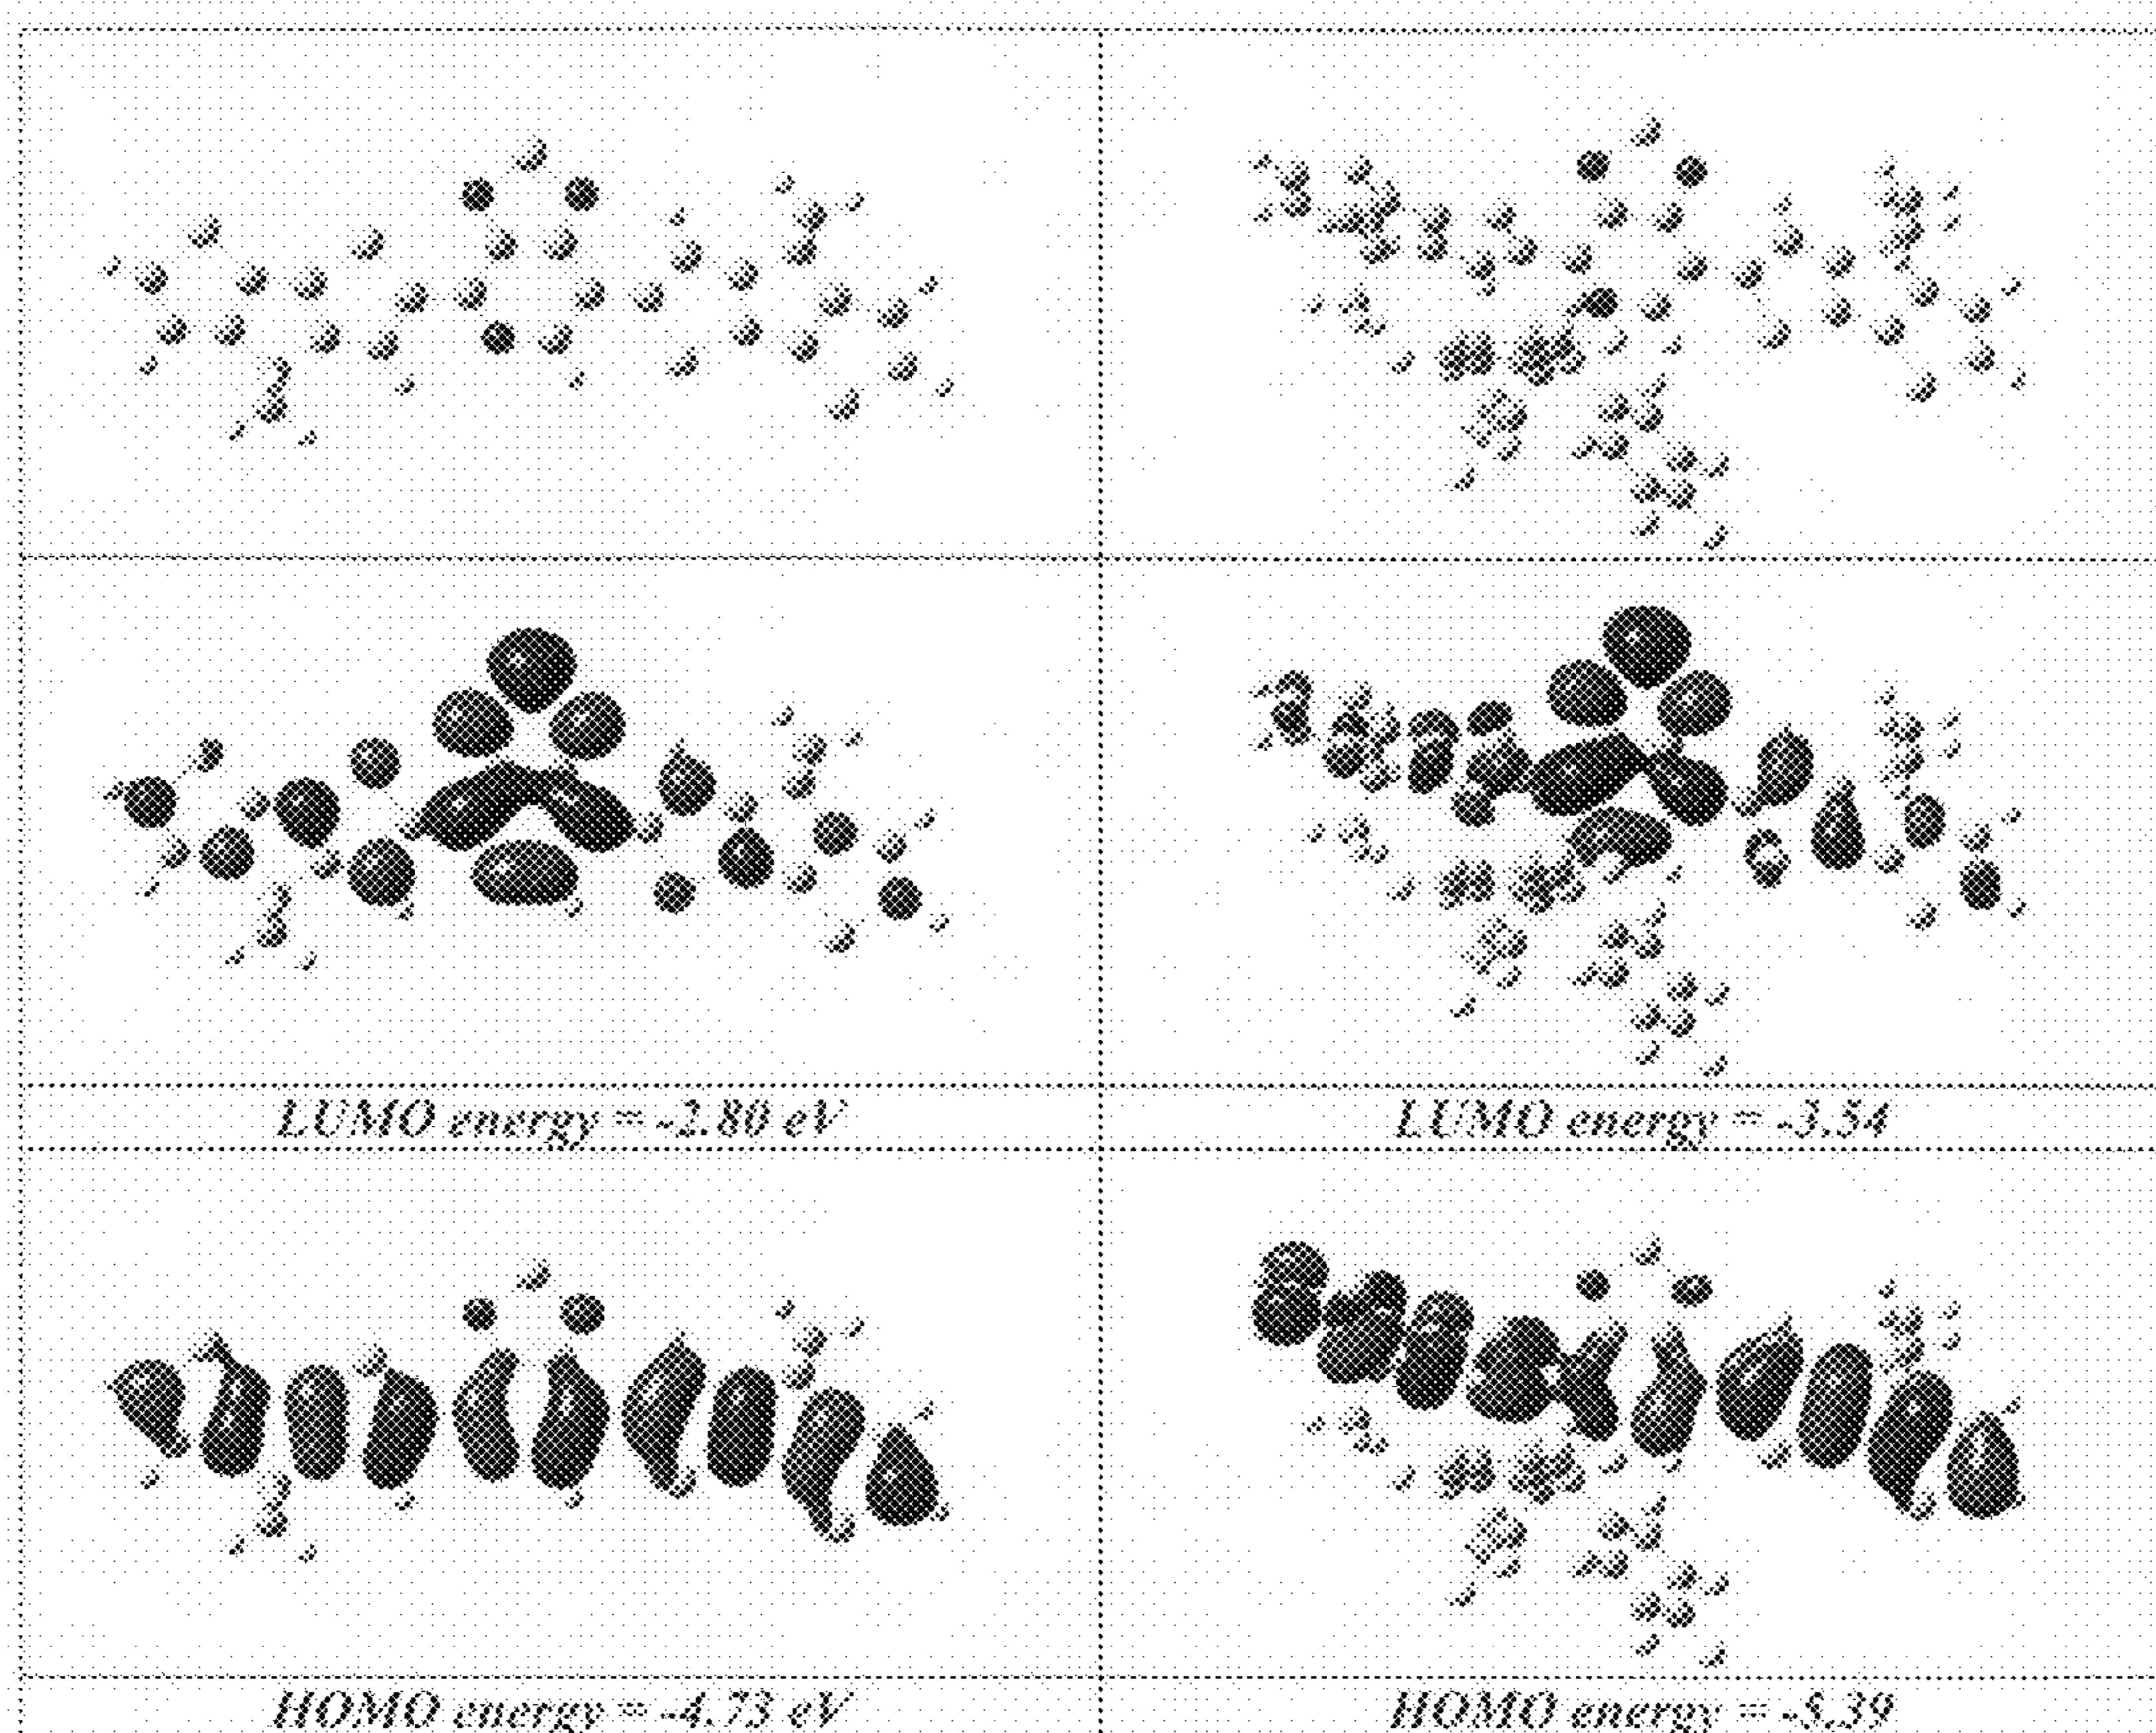 LUMO energy = -2.80 eV
LUMO energy = -3.54
HOMO energy = -4.73 eV
HOMO energy = -5.39